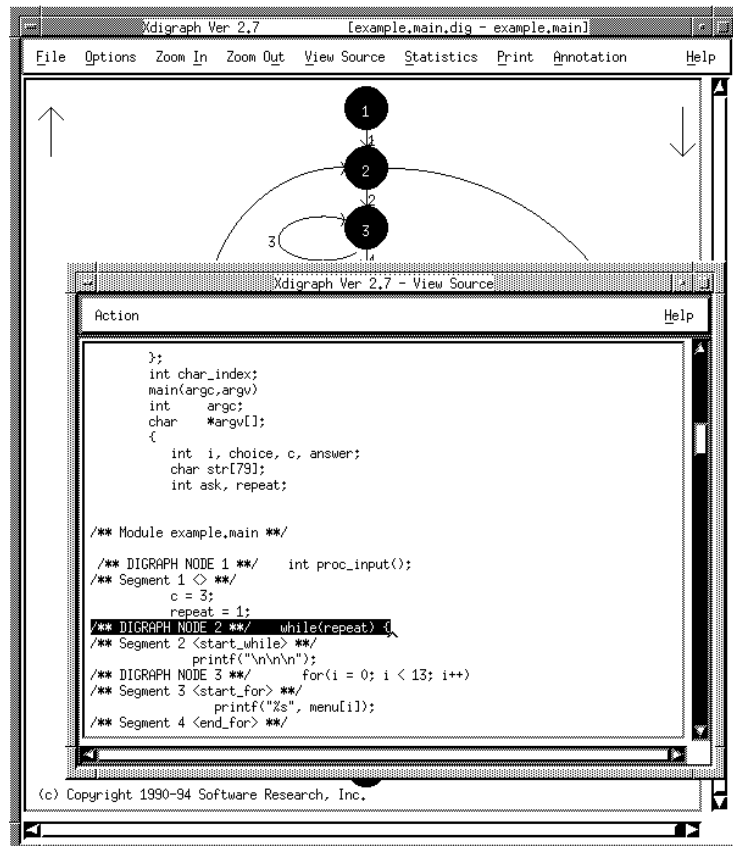 Xdigraph Ver 2.7 [example.main.dig - example.main]
File Options Zoom In Zoom Out View Source Statistics Print Annotation Help
1
1
2
2
3
3
4
Xdigraph Ver 2.7 - View Source
Action Help
};
int char_index;
main(argc,argv)
int argc;
char *argv[];
{
int i, choice, c, answer;
char str[79];
int ask, repeat;
/** Module example.main **/
/** DIGRAPH NODE 1 **/ int proc_input();
/** Segment 1 <> **/
c = 3;
repeat = 1;
/** DIGRAPH NODE 2 **/ while(repeat) {
/** Segment 2 <start_while> **/
printf("\n\n\n");
/** DIGRAPH NODE 3 **/ for(i = 0; i < 13; i++)
/** Segment 3 <start_for> **/
printf("%s", menu[i]);
/** Segment 4 <end_for> **/
(c) Copyright 1990-94 Software Research, Inc.